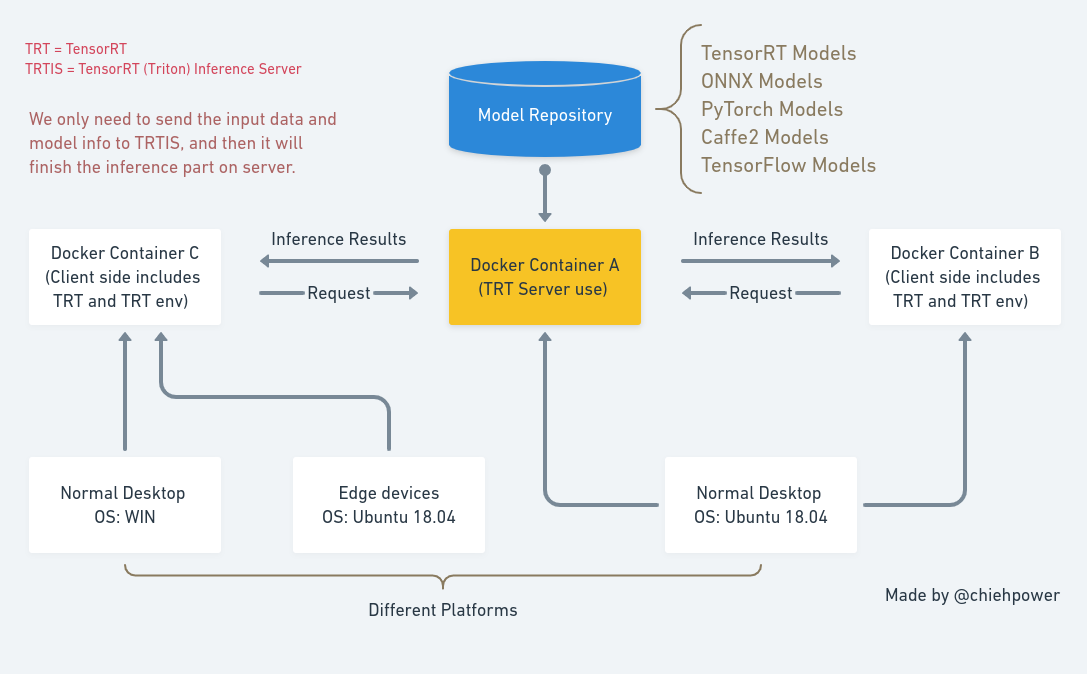 TRT = TensorRT
TRTIS = TensorRT (Triton) Inference Server
We only need to send the input data and
model info to TRTIS, and then it will
finish the inference part on server.
Model Repository
TensorRT Models
ONNX Models
PyTorch Models
Caffe2 Models
TensorFlow Models
Docker Container C
(Client side includes
TRT and TRT env)
Inference Results
Request
Docker Container A
(TRT Server use)
Inference Results
Request
Docker Container B
(Client side includes
TRT and TRT env)
Normal Desktop
OS: WIN
Edge devices
OS: Ubuntu 18.04
Normal Desktop
OS: Ubuntu 18.04
Different Platforms
Made by @chiehpower